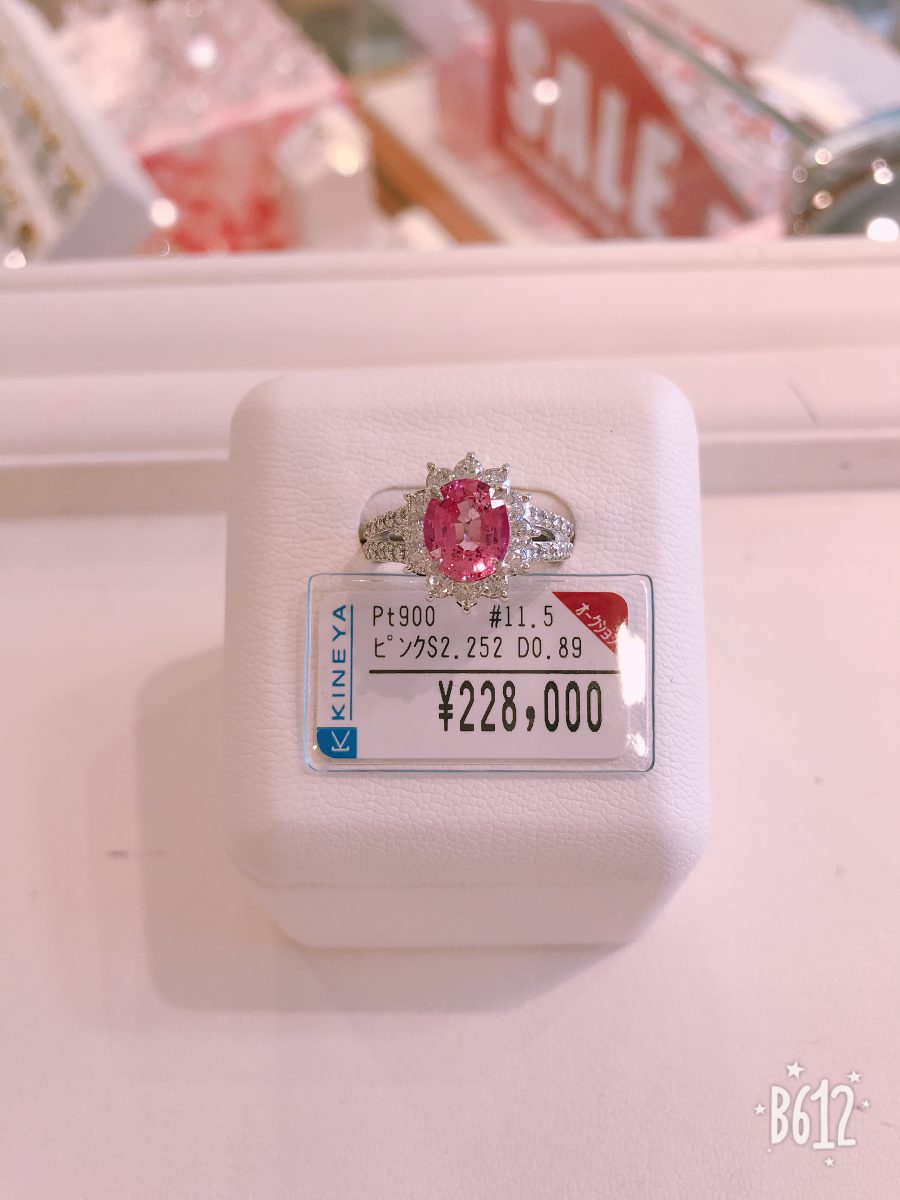 SALE
KINEYA
Pt900 #11.5
オークション
ピンクS2.252 D0.89
¥228,000
B612